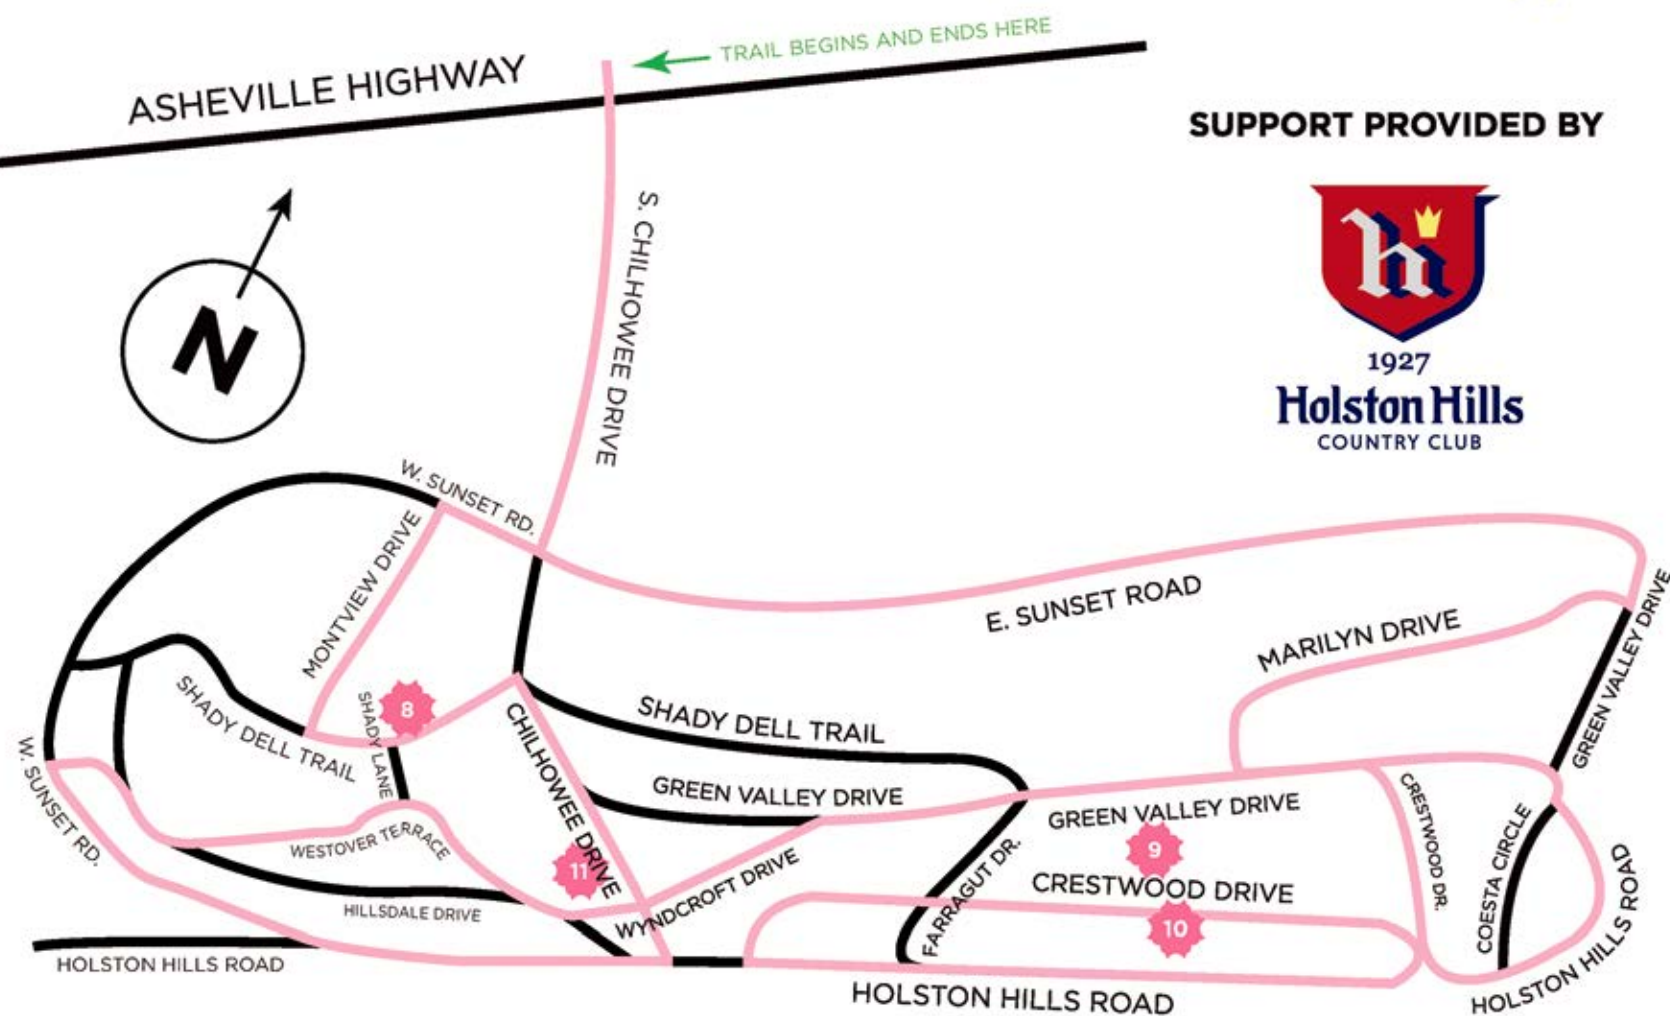 TRAIL BEGINS AND ENDS HERE
ASHEVILLE HIGHWAY
SUPPORT PROVIDED BY
hh
1927
Holston Hills
COUNTRY CLUB
N
S. CHILHOWEE DRIVE
W. SUNSET RD.
MONTVIEW DRIVE
E. SUNSET ROAD
MARILYN DRIVE
GREEN VALLEY DRIVE
SHADY DELL TRAIL
SHADY LANE
8
CHILHOWEE DRIVE
SHADY DELL TRAIL
GREEN VALLEY DRIVE
GREEN VALLEY DRIVE
W. SUNSET RD.
WESTOVER TERRACE
11
WYNDCROFT DRIVE
FARRAGUT DR.
9
CRESTWOOD DRIVE
10
CRESTWOOD DR.
COESTA CIRCLE
HOLSTON HILLS ROAD
HILLSDALE DRIVE
HOLSTON HILLS ROAD
HOLSTON HILLS ROAD